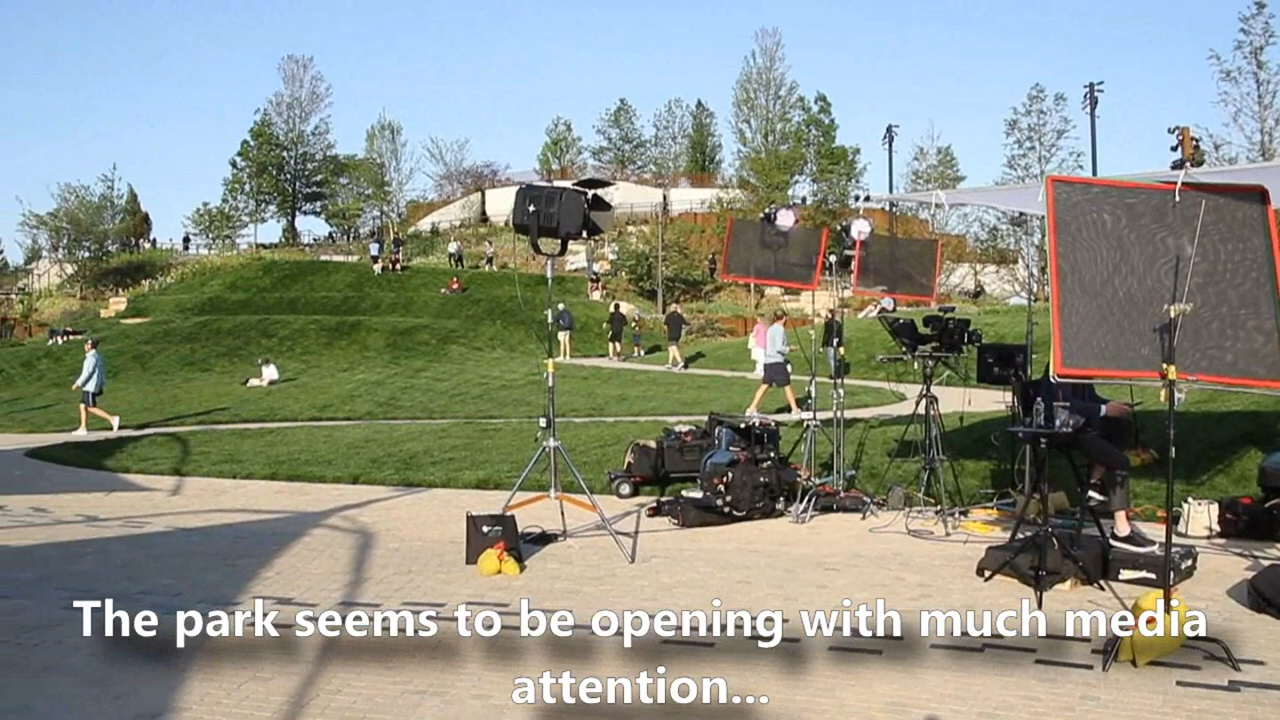 The park seems to be opening with much media
attention...